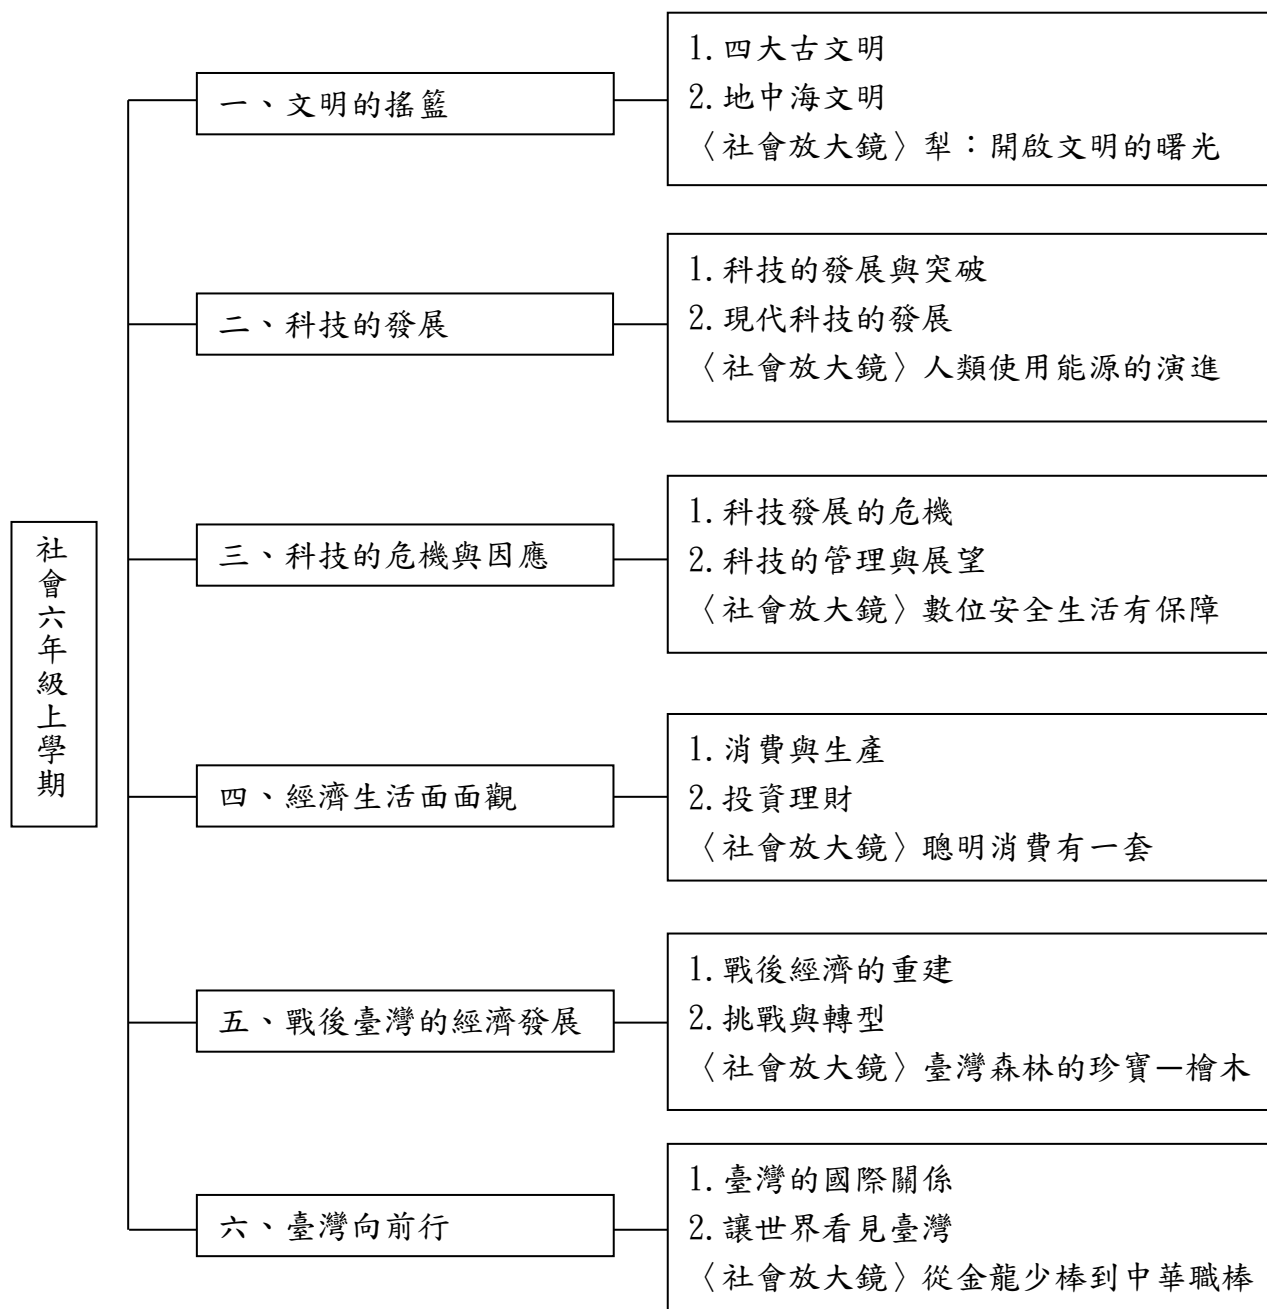 社會六年級上學期
一、文明的搖籃
1.四大古文明
2.地中海文明
〈社會放大鏡〉犁：開啟文明的曙光
二、科技的發展
1.科技的發展與突破
2.現代科技的發展
〈社會放大鏡〉人類使用能源的演進
三、科技的危機與因應
1.科技發展的危機
2.科技的管理與展望
〈社會放大鏡〉數位安全生活有保障
四、經濟生活面面觀
1.消費與生產
2.投資理財
〈社會放大鏡〉聰明消費有一套
五、戰後臺灣的經濟發展
1.戰後經濟的重建
2.挑戰與轉型
〈社會放大鏡〉臺灣森林的珍寶—檜木
六、臺灣向前行
1.臺灣的國際關係
2.讓世界看見臺灣
〈社會放大鏡〉從金龍少棒到中華職棒